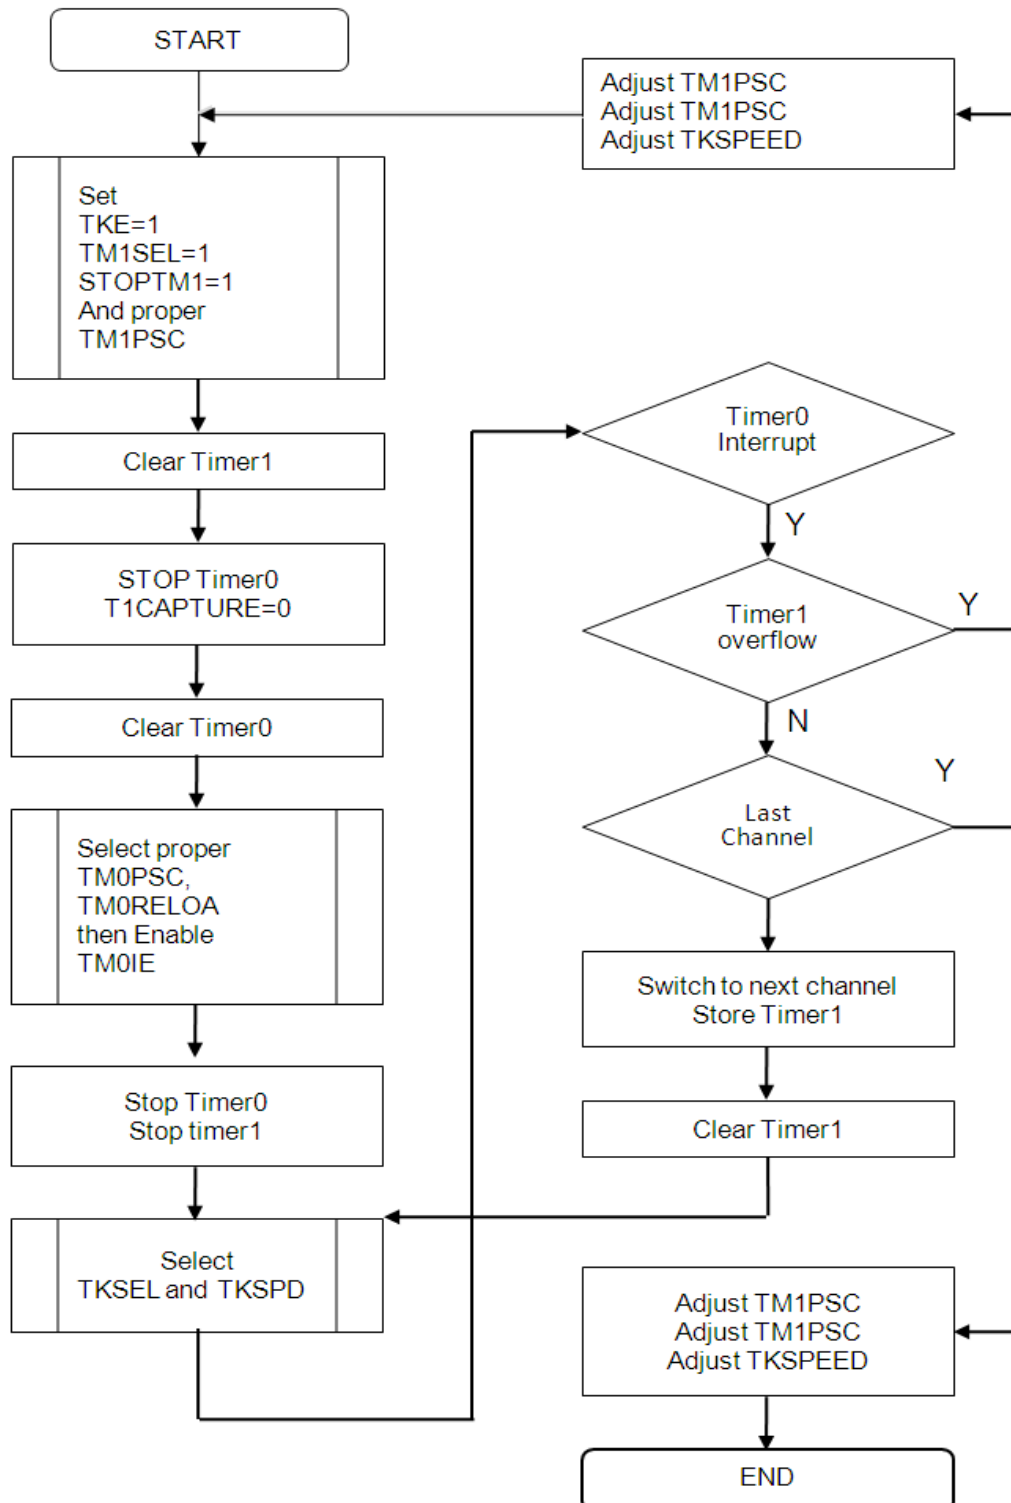 START
Adjust TM1PSC
Adjust TM1PSC
Adjust TKSPEED
Set
TKE=1
TM1SEL=1
STOPTM1=1
And proper
TM1PSC
Clear Timer1
STOP Timer0
T1CAPTURE=0
Clear Timer0
Select proper
TM0PSC,
TM0RELOA
then Enable
TM0IE
Stop Timer0
Stop timer1
Select
TKSEL and TKSPD
Timer0
Interrupt
Y
Timer1
overflow
Y
N
Last
Channel
Y
Switch to next channel
Store Timer1
Clear Timer1
Adjust TM1PSC
Adjust TM1PSC
Adjust TKSPEED
END